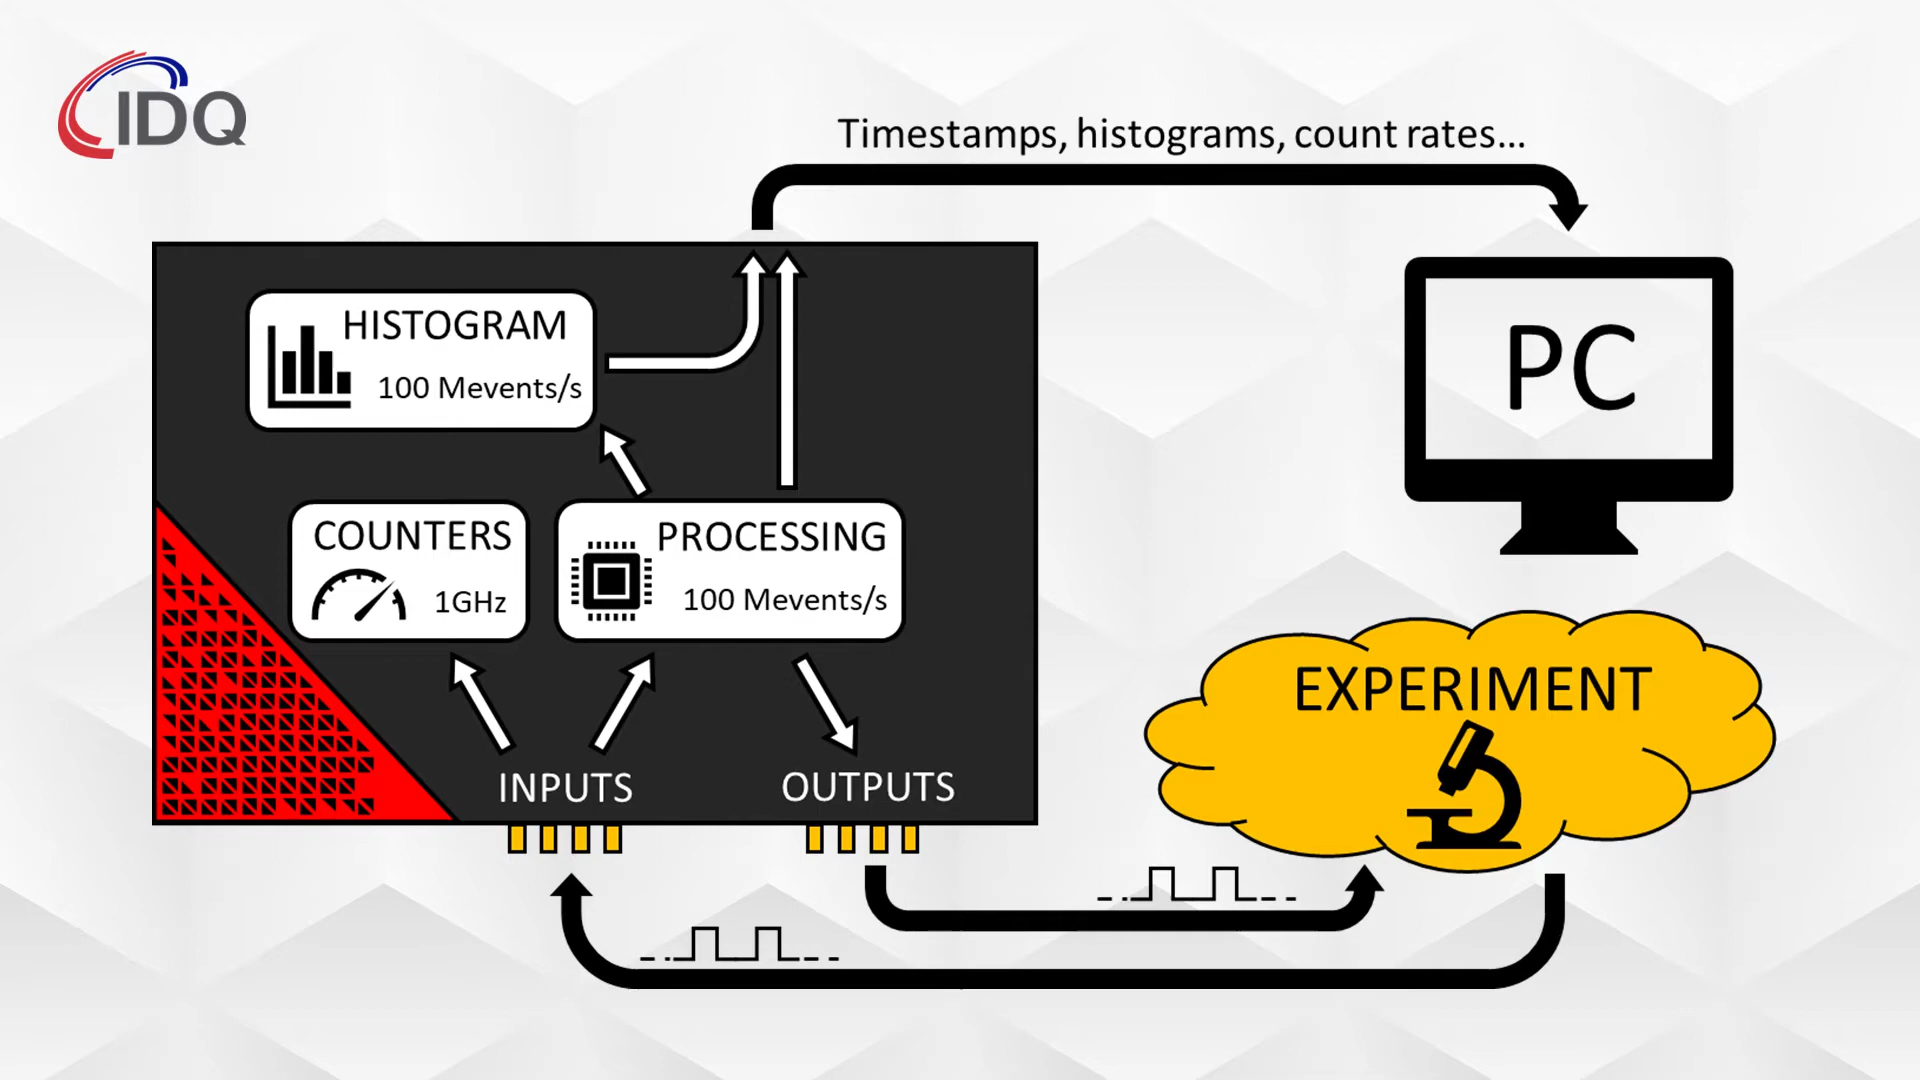 IDQ
Timestamps, histograms, count rates...
HISTOGRAM
100 Mevents/s
PC
COUNTERS
1GHz
PROCESSING
100 Mevents/s
EXPERIMENT
INPUTS
OUTPUTS